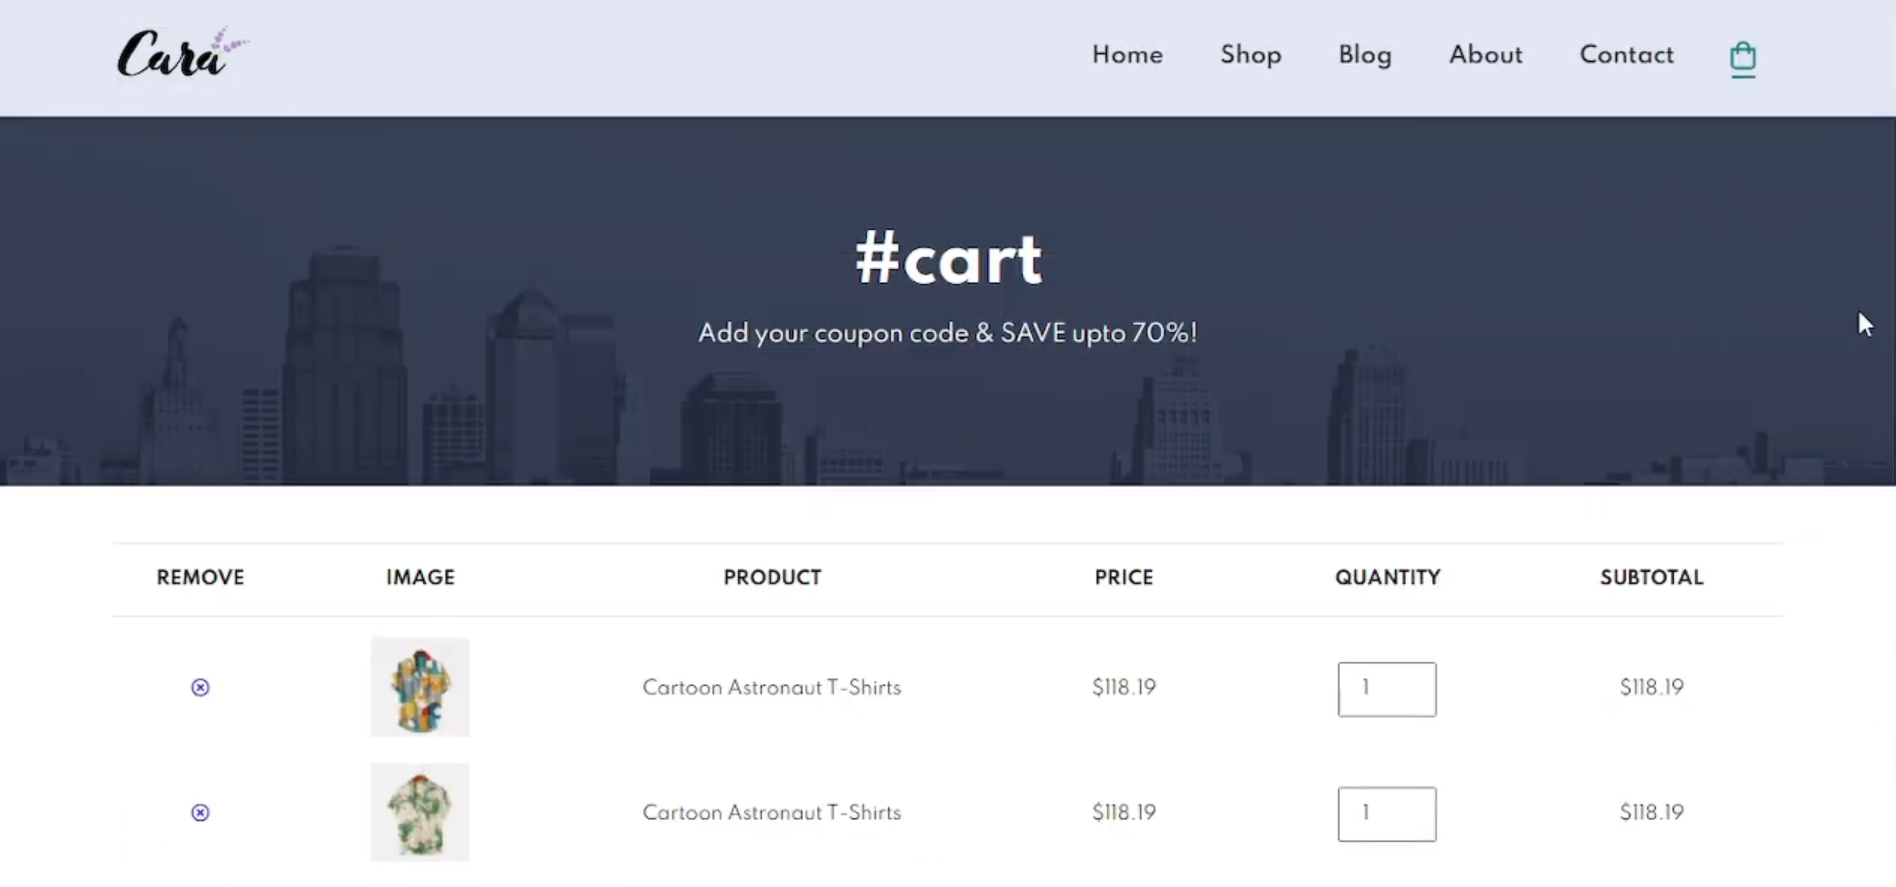 Cara
Home Shop Blog About Contact
#cart
Add your coupon code & SAVE upto 70%!
REMOVE IMAGE PRODUCT PRICE QUANTITY SUBTOTAL
Cartoon Astronaut T-Shirts $118.19 1 $118.19
Cartoon Astronaut T-Shirts $118.19 1 $118.19